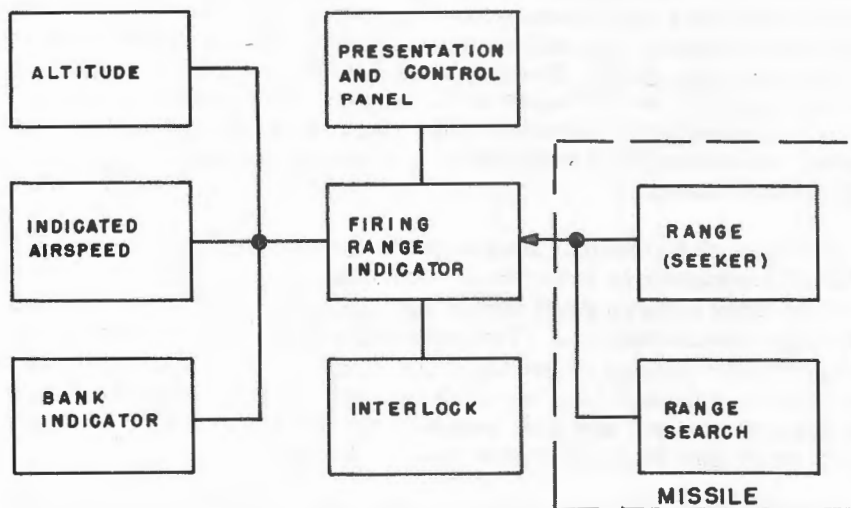 ALTITUDE
PRESENTATION
AND CONTROL
PANEL
INDICATED
AIRSPEED
FIRING
RANGE
INDICATOR
RANGE
(SEEKER)
BANK
INDICATOR
INTERLOCK
RANGE
SEARCH
MISSILE